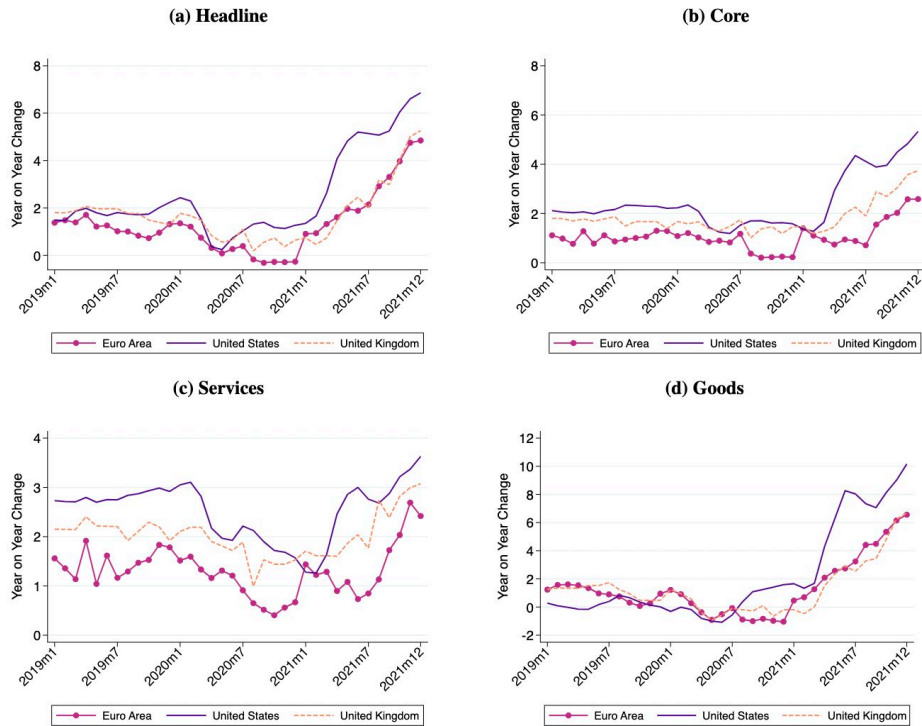 (a) Headline
Year on Year Change
8
6
4
2
0
2019m1
2019m7
2020m1
2020m7
2021m1
2021m7
2021m12
Euro Area United States United Kingdom
(b) Core
Year on Year Change
8
6
4
2
0
2019m1
2019m7
2020m1
2020m7
2021m1
2021m7
2021m12
Euro Area United States United Kingdom
(c) Services
Year on Year Change
4
3
2
1
0
2019m1
2019m7
2020m1
2020m7
2021m1
2021m7
2021m12
Euro Area United States United Kingdom
(d) Goods
Year on Year Change
12
10
8
6
4
2
0
-2
2019m1
2019m7
2020m1
2020m7
2021m1
2021m7
2021m12
Euro Area United States United Kingdom